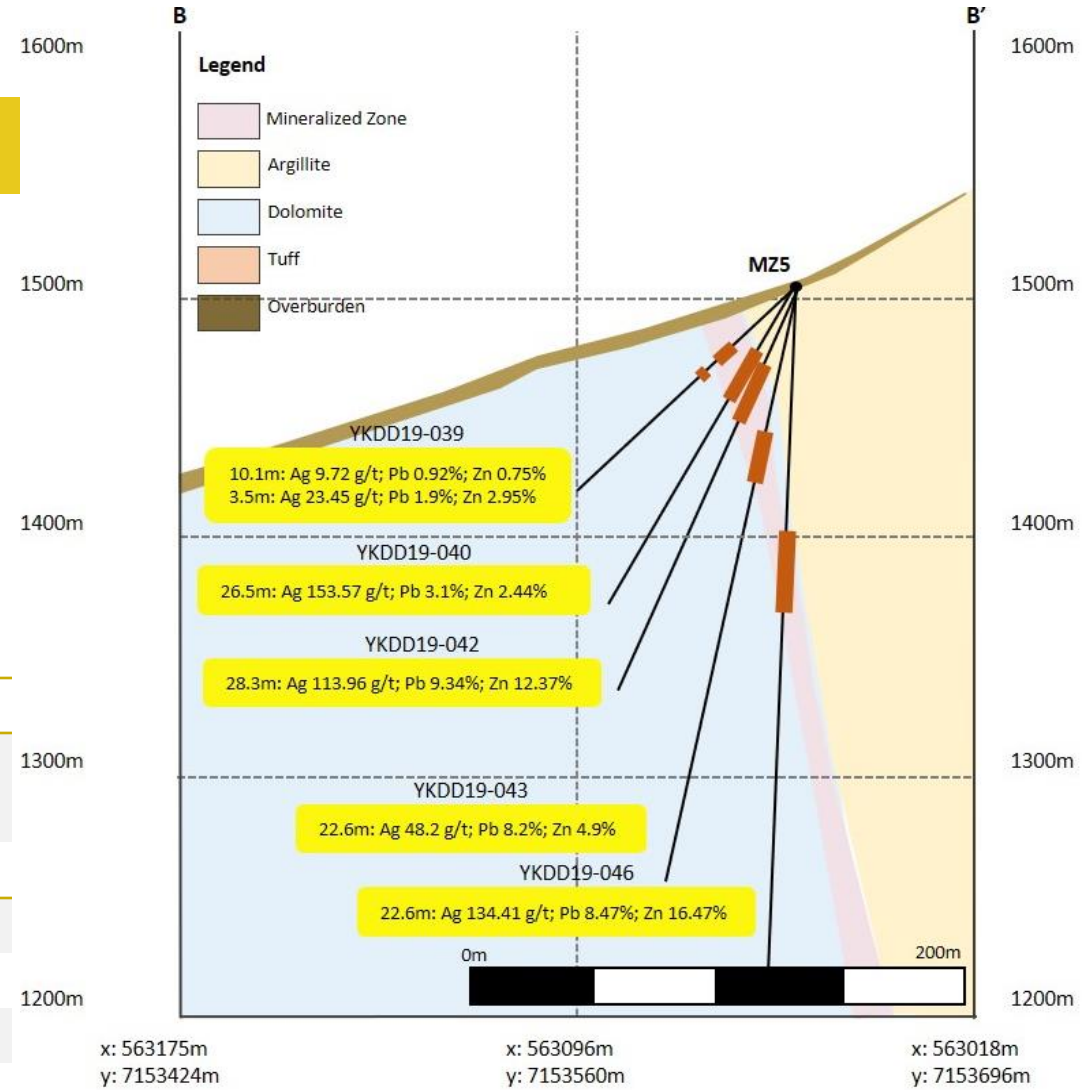 B
B′
1600m
1600m
Legend
Mineralized Zone
Argillite
Dolomite
Tuff
Overburden
MZ5
1500m
1500m
YKDD19-039
10.1m: Ag 9.72 g/t; Pb 0.92%; Zn 0.75%
3.5m: Ag 23.45 g/t; Pb 1.9%; Zn 2.95%
1400m
1400m
YKDD19-040
26.5m: Ag 153.57 g/t; Pb 3.1%; Zn 2.44%
YKDD19-042
28.3m: Ag 113.96 g/t; Pb 9.34%; Zn 12.37%
1300m
1300m
YKDD19-043
22.6m: Ag 48.2 g/t; Pb 8.2%; Zn 4.9%
YKDD19-046
22.6m: Ag 134.41 g/t; Pb 8.47%; Zn 16.47%
0m
200m
1200m
1200m
x: 563175m
y: 7153424m
x: 563096m
y: 7153560m
x: 563018m
y: 7153696m